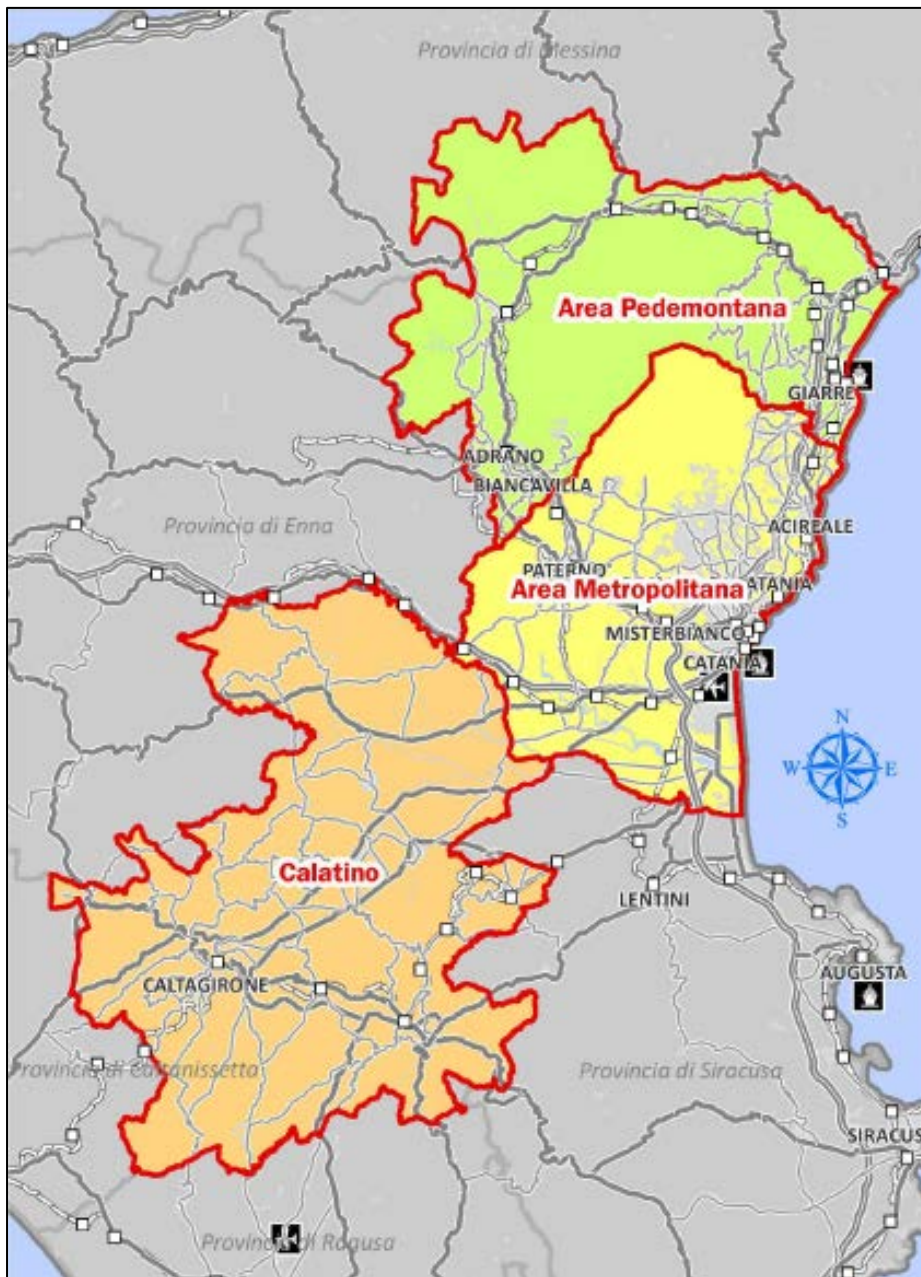 Provincia di Messina
Area Pedemontana
GIARRE
ADRANO
BIANCAVILLA
Provincia di Enna
ACIREALE
PATERNO
Area Metropolitana
ATANIA
MISTERBIANCO
CATANIA
N
W E
S
Calatino
LENTINI
CALTAGIRONE
AUGUSTA
Provincia di Caltanissetta
Provincia di Siracusa
SIRACUS
Provincia di Ragusa